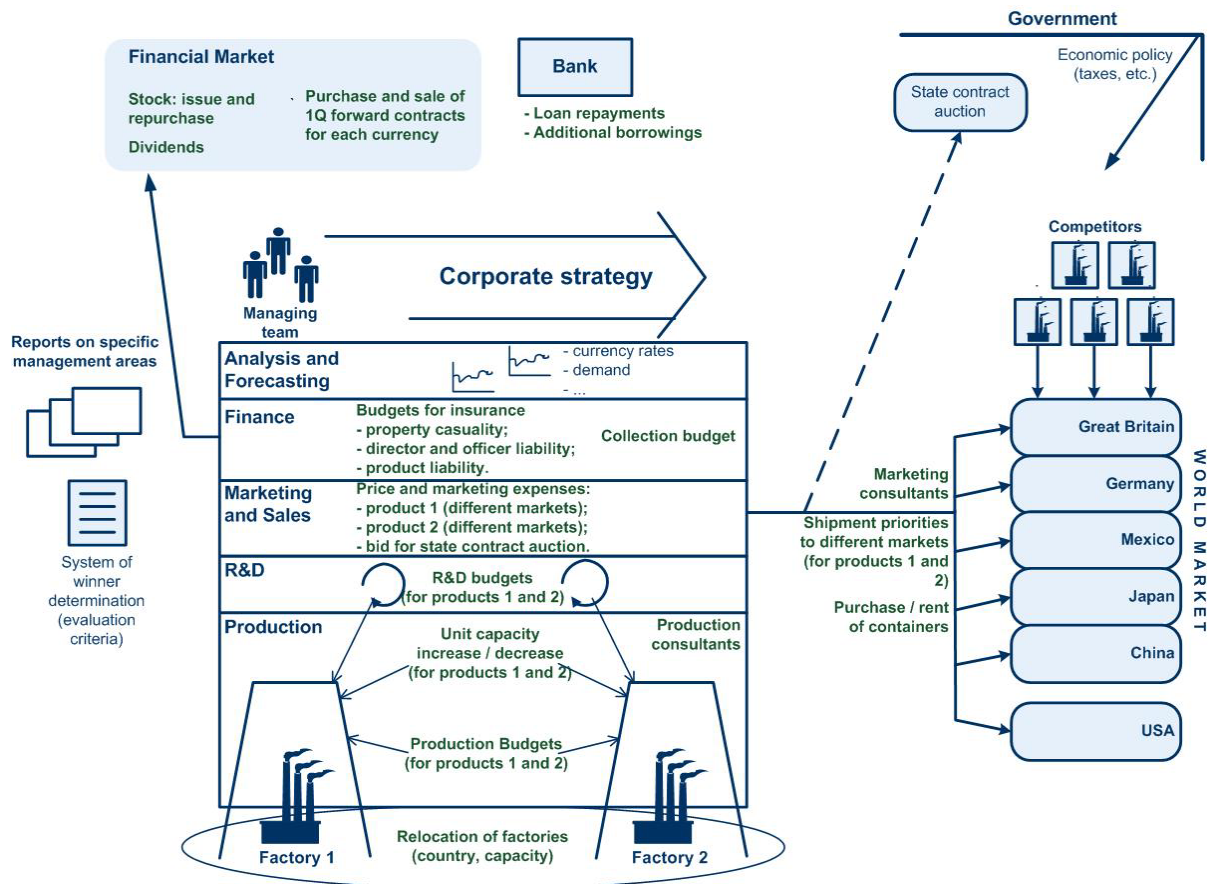 Government
Financial Market
Stock: issue and
repurchase
Dividends
Purchase and sale of
1Q forward contracts
for each currency
Bank
- Loan repayments
- Additional borrowings
Economic policy
(taxes, etc.)
State contract
auction
Managing
team
Corporate strategy
Competitors
Reports on specific
management areas
System of
winner
determination
(evaluation
criteria)
Analysis and
Forecasting
- currency rates
- demand
- ...
Finance
Budgets for insurance
- property casuality;
- director and officer liability;
- product liability.
Collection budget
Marketing
and Sales
Price and marketing expenses:
- product 1 (different markets);
- product 2 (different markets);
- bid for state contract auction.
R&D
R&D budgets
(for products 1 and 2)
Production
Unit capacity
increase / decrease
(for products 1 and 2)
Production
consultants
Production Budgets
(for products 1 and 2)
Factory 1
Relocation of factories
(country, capacity)
Factory 2
Marketing
consultants
Shipment priorities
to different markets
(for products 1 and
2)
Purchase / rent
of containers
Great Britain
Germany
Mexico
Japan
China
USA
WORLD MARKET